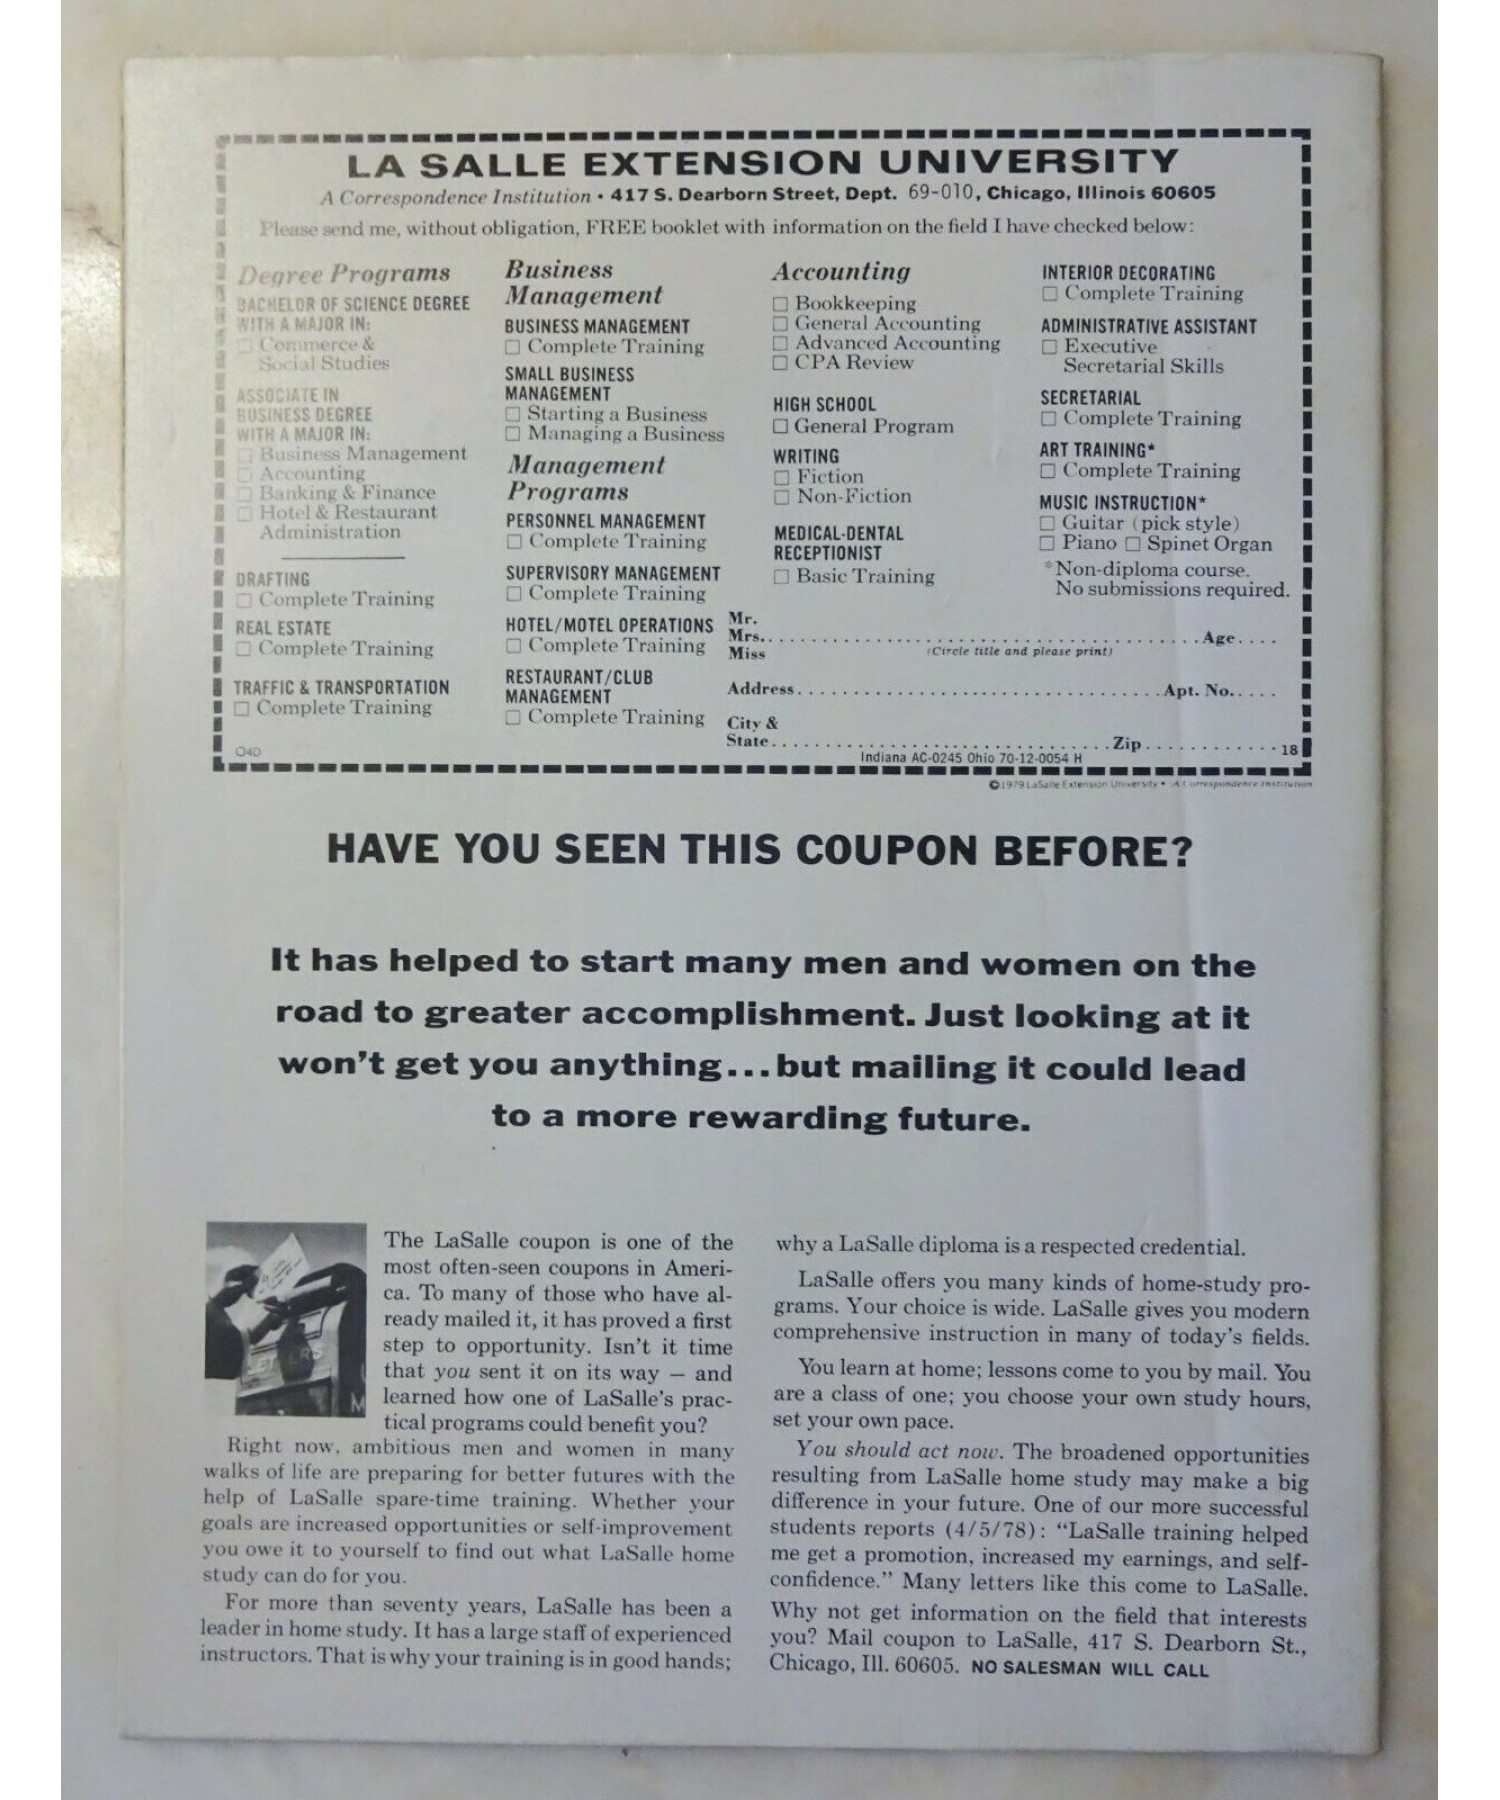 LA SALLE EXTENSION UNIVERSITY
A Correspondence Institution • 417 S. Dearborn Street, Dept. 69-010, Chicago, Illinois 60605
Please send me, without obligation, FREE booklet with information on the field I have checked below:
Degree Programs
BACHELOR OF SCIENCE DEGREE
WITH A MAJOR IN:
□ Commerce &
Social Studies
ASSOCIATE IN
BUSINESS DEGREE
WITH A MAJOR IN:
□ Business Management
□ Accounting
□ Banking & Finance
□ Hotel & Restaurant
Administration
DRAFTING
□ Complete Training
REAL ESTATE
□ Complete Training
TRAFFIC & TRANSPORTATION
□ Complete Training
04D
Business
Management
BUSINESS MANAGEMENT
□ Complete Training
SMALL BUSINESS
MANAGEMENT
□ Starting a Business
□ Managing a Business
Management
Programs
PERSONNEL MANAGEMENT
□ Complete Training
SUPERVISORY MANAGEMENT
□ Complete Training
HOTEL/MOTEL OPERATIONS
□ Complete Training
RESTAURANT/CLUB
MANAGEMENT
□ Complete Training
Accounting
□ Bookkeeping
□ General Accounting
□ Advanced Accounting
□ CPA Review
HIGH SCHOOL
□ General Program
WRITING
□ Fiction
□ Non-Fiction
MEDICAL-DENTAL
RECEPTIONIST
□ Basic Training
INTERIOR DECORATING
□ Complete Training
ADMINISTRATIVE ASSISTANT
□ Executive
Secretarial Skills
SECRETARIAL
□ Complete Training
ART TRAINING*
□ Complete Training
MUSIC INSTRUCTION*
□ Guitar (pick style)
□ Piano □ Spinet Organ
*Non-diploma course.
No submissions required.
Mr.
Mrs. Age
Miss (Circle title and please print)
Address Apt. No.
City &
State Zip 18
Indiana AC-0245 Ohio 70-12-0054 H
©1979 LaSalle Extension University • A Correspondence Institution
HAVE YOU SEEN THIS COUPON BEFORE?
It has helped to start many men and women on the
road to greater accomplishment. Just looking at it
won't get you anything...but mailing it could lead
to a more rewarding future.
LETTERS
M
The LaSalle coupon is one of the
most often-seen coupons in Ameri-
ca. To many of those who have al-
ready mailed it, it has proved a first
step to opportunity. Isn't it time
that you sent it on its way — and
learned how one of LaSalle's prac-
tical programs could benefit you?
Right now, ambitious men and women in many
walks of life are preparing for better futures with the
help of LaSalle spare-time training. Whether your
goals are increased opportunities or self-improvement
you owe it to yourself to find out what LaSalle home
study can do for you.
For more than seventy years, LaSalle has been a
leader in home study. It has a large staff of experienced
instructors. That is why your training is in good hands;
why a LaSalle diploma is a respected credential.
LaSalle offers you many kinds of home-study pro-
grams. Your choice is wide. LaSalle gives you modern
comprehensive instruction in many of today's fields.
You learn at home; lessons come to you by mail. You
are a class of one; you choose your own study hours,
set your own pace.
You should act now. The broadened opportunities
resulting from LaSalle home study may make a big
difference in your future. One of our more successful
students reports (4/5/78): "LaSalle training helped
me get a promotion, increased my earnings, and self-
confidence." Many letters like this come to LaSalle.
Why not get information on the field that interests
you? Mail coupon to LaSalle, 417 S. Dearborn St.,
Chicago, Ill. 60605. NO SALESMAN WILL CALL